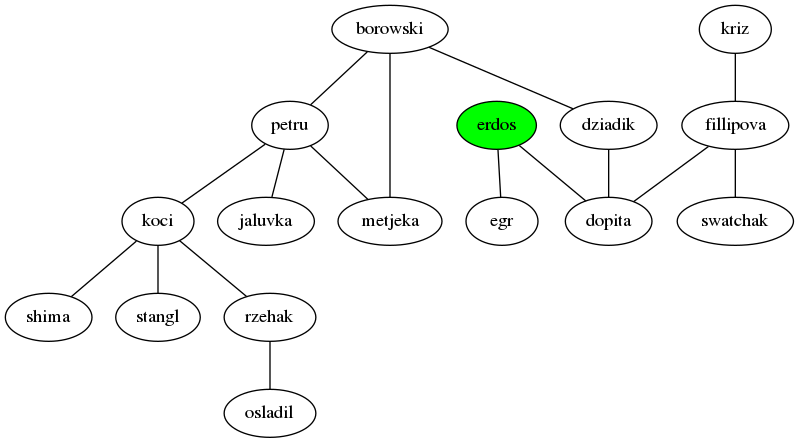 borowski
kriz
petru
erdos
dziadik
fillipova
koci
jaluvka
metjeka
egr
dopita
swatchak
shima
stangl
rzehak
osladil